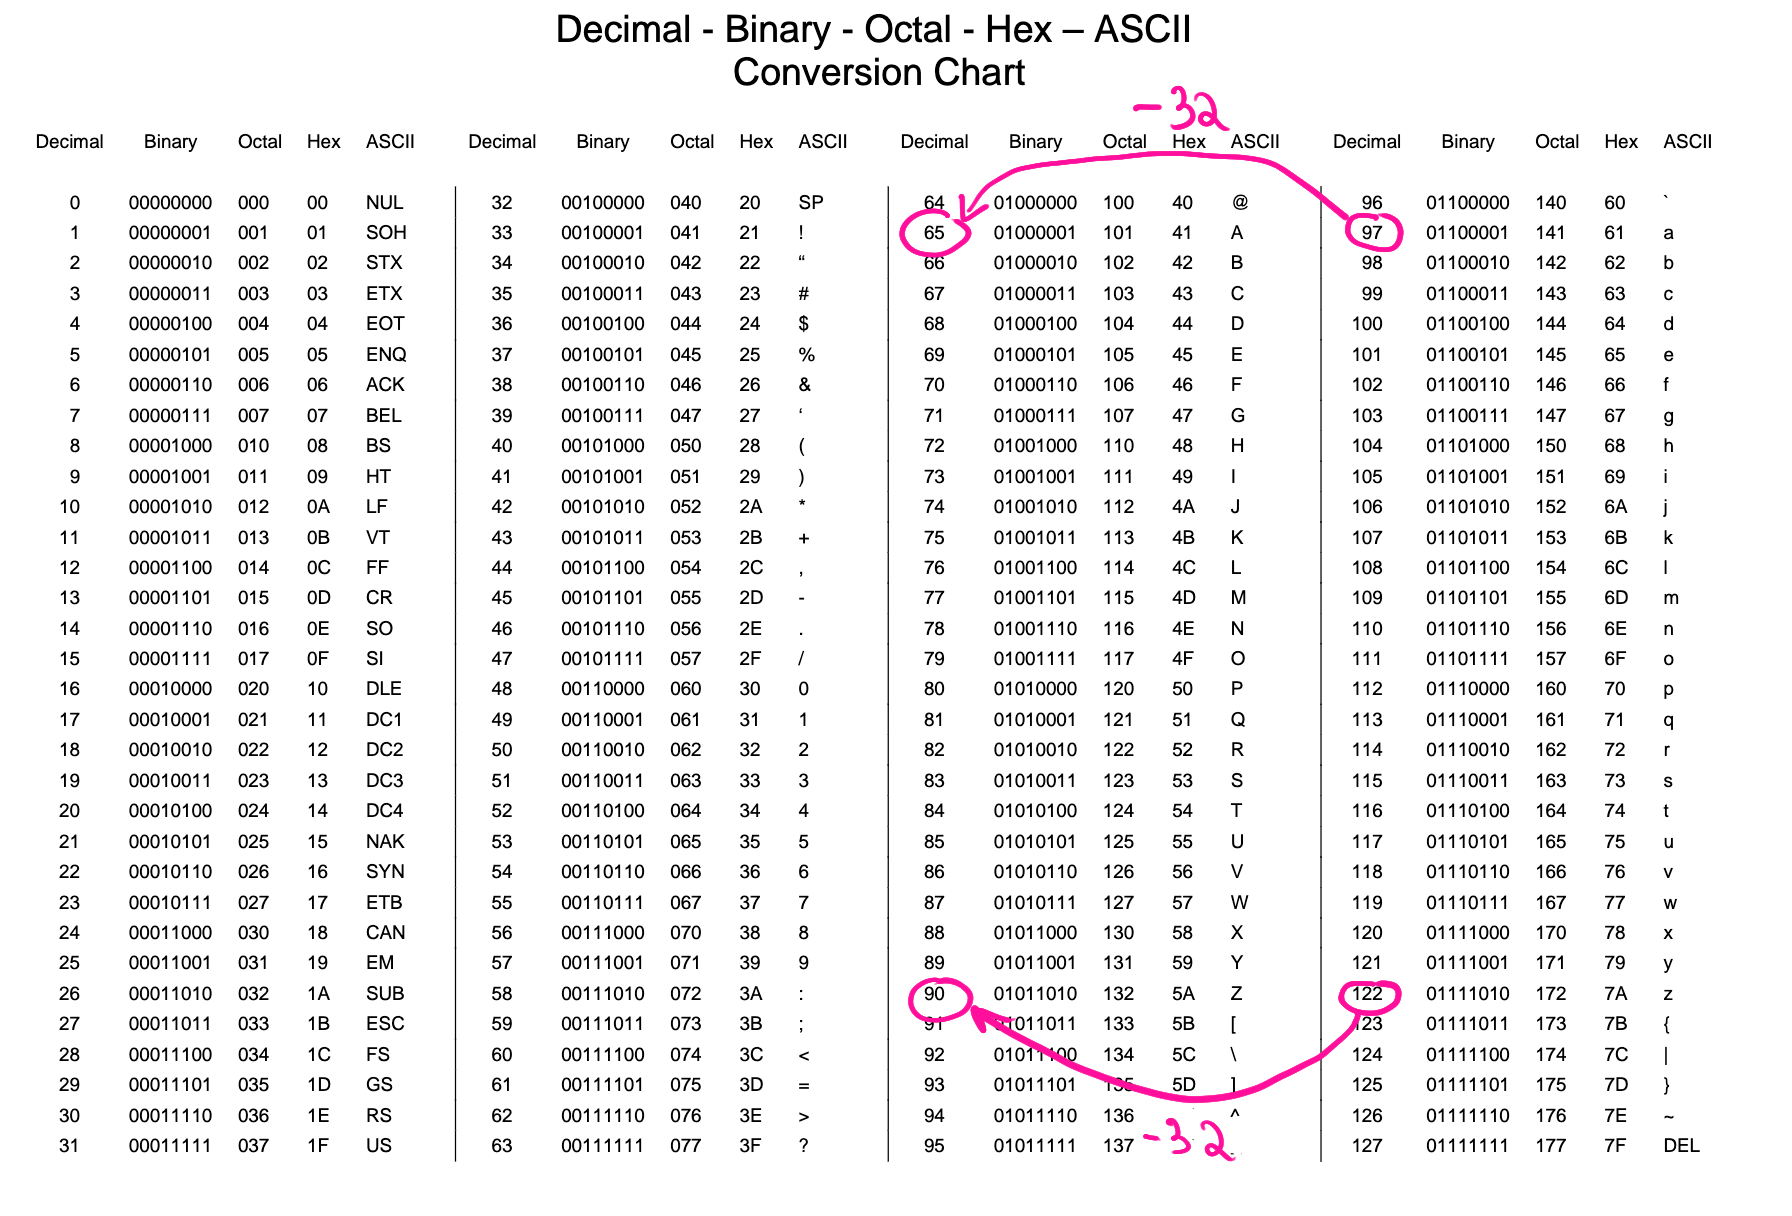 Decimal - Binary - Octal - Hex – ASCII
Conversion Chart
-32
Decimal Binary Octal Hex ASCII Decimal Binary Octal Hex ASCII Decimal Binary Octal Hex ASCII Decimal Binary Octal Hex ASCII
0 00000000 000 00 NUL 32 00100000 040 20 SP 64 01000000 100 40 @ 96 01100000 140 60 `
1 00000001 001 01 SOH 33 00100001 041 21 ! 65 01000001 101 41 A 97 01100001 141 61 a
2 00000010 002 02 STX 34 00100010 042 22 “ 66 01000010 102 42 B 98 01100010 142 62 b
3 00000011 003 03 ETX 35 00100011 043 23 # 67 01000011 103 43 C 99 01100011 143 63 c
4 00000100 004 04 EOT 36 00100100 044 24 $ 68 01000100 104 44 D 100 01100100 144 64 d
5 00000101 005 05 ENQ 37 00100101 045 25 % 69 01000101 105 45 E 101 01100101 145 65 e
6 00000110 006 06 ACK 38 00100110 046 26 & 70 01000110 106 46 F 102 01100110 146 66 f
7 00000111 007 07 BEL 39 00100111 047 27 ‘ 71 01000111 107 47 G 103 01100111 147 67 g
8 00001000 010 08 BS 40 00101000 050 28 ( 72 01001000 110 48 H 104 01101000 150 68 h
9 00001001 011 09 HT 41 00101001 051 29 ) 73 01001001 111 49 I 105 01101001 151 69 i
10 00001010 012 0A LF 42 00101010 052 2A * 74 01001010 112 4A J 106 01101010 152 6A j
11 00001011 013 0B VT 43 00101011 053 2B + 75 01001011 113 4B K 107 01101011 153 6B k
12 00001100 014 0C FF 44 00101100 054 2C , 76 01001100 114 4C L 108 01101100 154 6C l
13 00001101 015 0D CR 45 00101101 055 2D - 77 01001101 115 4D M 109 01101101 155 6D m
14 00001110 016 0E SO 46 00101110 056 2E . 78 01001110 116 4E N 110 01101110 156 6E n
15 00001111 017 0F SI 47 00101111 057 2F / 79 01001111 117 4F O 111 01101111 157 6F o
16 00010000 020 10 DLE 48 00110000 060 30 0 80 01010000 120 50 P 112 01110000 160 70 p
17 00010001 021 11 DC1 49 00110001 061 31 1 81 01010001 121 51 Q 113 01110001 161 71 q
18 00010010 022 12 DC2 50 00110010 062 32 2 82 01010010 122 52 R 114 01110010 162 72 r
19 00010011 023 13 DC3 51 00110011 063 33 3 83 01010011 123 53 S 115 01110011 163 73 s
20 00010100 024 14 DC4 52 00110100 064 34 4 84 01010100 124 54 T 116 01110100 164 74 t
21 00010101 025 15 NAK 53 00110101 065 35 5 85 01010101 125 55 U 117 01110101 165 75 u
22 00010110 026 16 SYN 54 00110110 066 36 6 86 01010110 126 56 V 118 01110110 166 76 v
23 00010111 027 17 ETB 55 00110111 067 37 7 87 01010111 127 57 W 119 01110111 167 77 w
24 00011000 030 18 CAN 56 00111000 070 38 8 88 01011000 130 58 X 120 01111000 170 78 x
25 00011001 031 19 EM 57 00111001 071 39 9 89 01011001 131 59 Y 121 01111001 171 79 y
26 00011010 032 1A SUB 58 00111010 072 3A : 90 01011010 132 5A Z 122 01111010 172 7A z
27 00011011 033 1B ESC 59 00111011 073 3B ; 91 01011011 133 5B [ 123 01111011 173 7B {
28 00011100 034 1C FS 60 00111100 074 3C < 92 01011100 134 5C \ 124 01111100 174 7C |
29 00011101 035 1D GS 61 00111101 075 3D = 93 01011101 135 5D ] 125 01111101 175 7D }
30 00011110 036 1E RS 62 00111110 076 3E > 94 01011110 136 ^ 126 01111110 176 7E ~
31 00011111 037 1F US 63 00111111 077 3F ? 95 01011111 137 127 01111111 177 7F DEL
-32